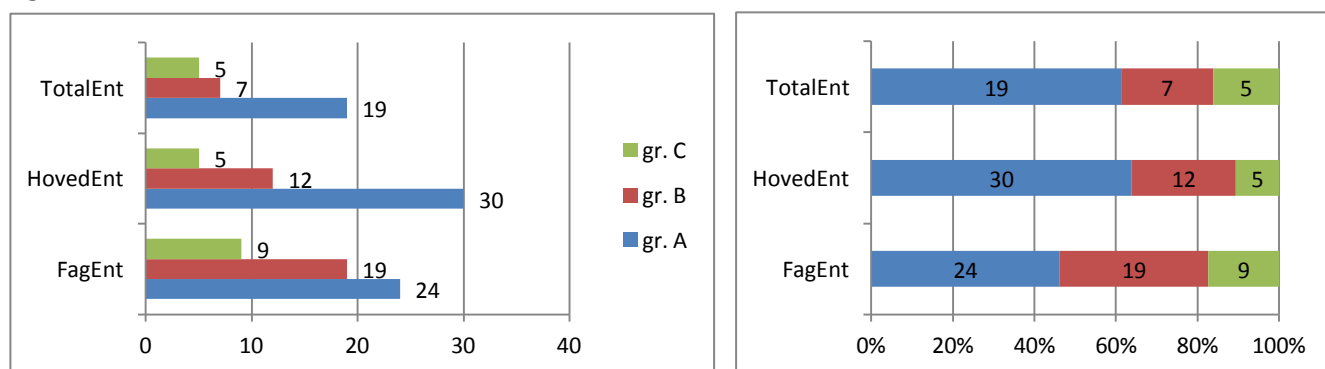 TotalEnt
5
7
19
HovedEnt
5
12
30
FagEnt
9
19
24
0 10 20 30 40
gr. C
gr. B
gr. A
TotalEnt 19 7 5
HovedEnt 30 12 5
FagEnt 24 19 9
0% 20% 40% 60% 80% 100%